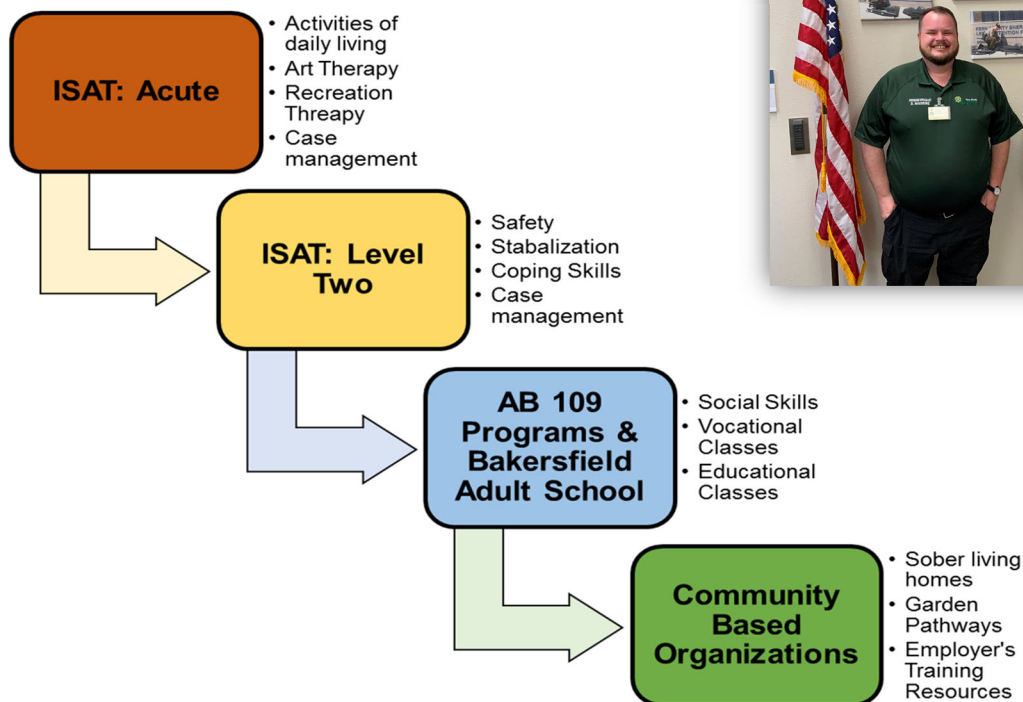 ISAT: Acute
• Activities of
daily living
• Art Therapy
• Recreation
Threapy
• Case
management
ISAT: Level
Two
• Safety
• Stabalization
• Coping Skills
• Case
management
AB 109
Programs &
Bakersfield
Adult School
• Social Skills
• Vocational
Classes
• Educational
Classes
Community
Based
Organizations
• Sober living
homes
• Garden
Pathways
• Employer's
Training
Resources